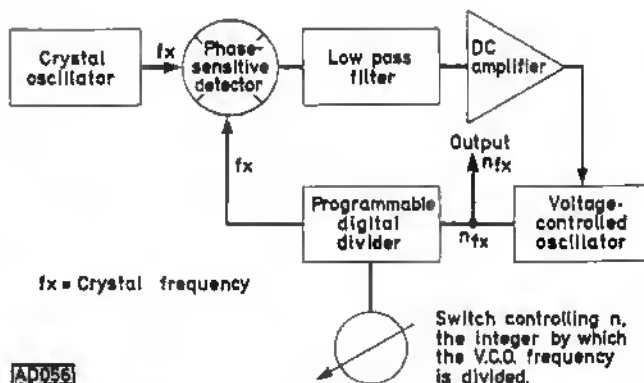 Crystal
oscillator
fx
Phase-
sensitive
detector
Low pass
filter
DC
amplifier
Output
nfx
fx
Programmable
digital
divider
nfx
Voltage-
controlled
oscillator
fx = Crystal frequency
Switch controlling n,
the integer by which
the V.C.O. frequency
is divided.
AD056